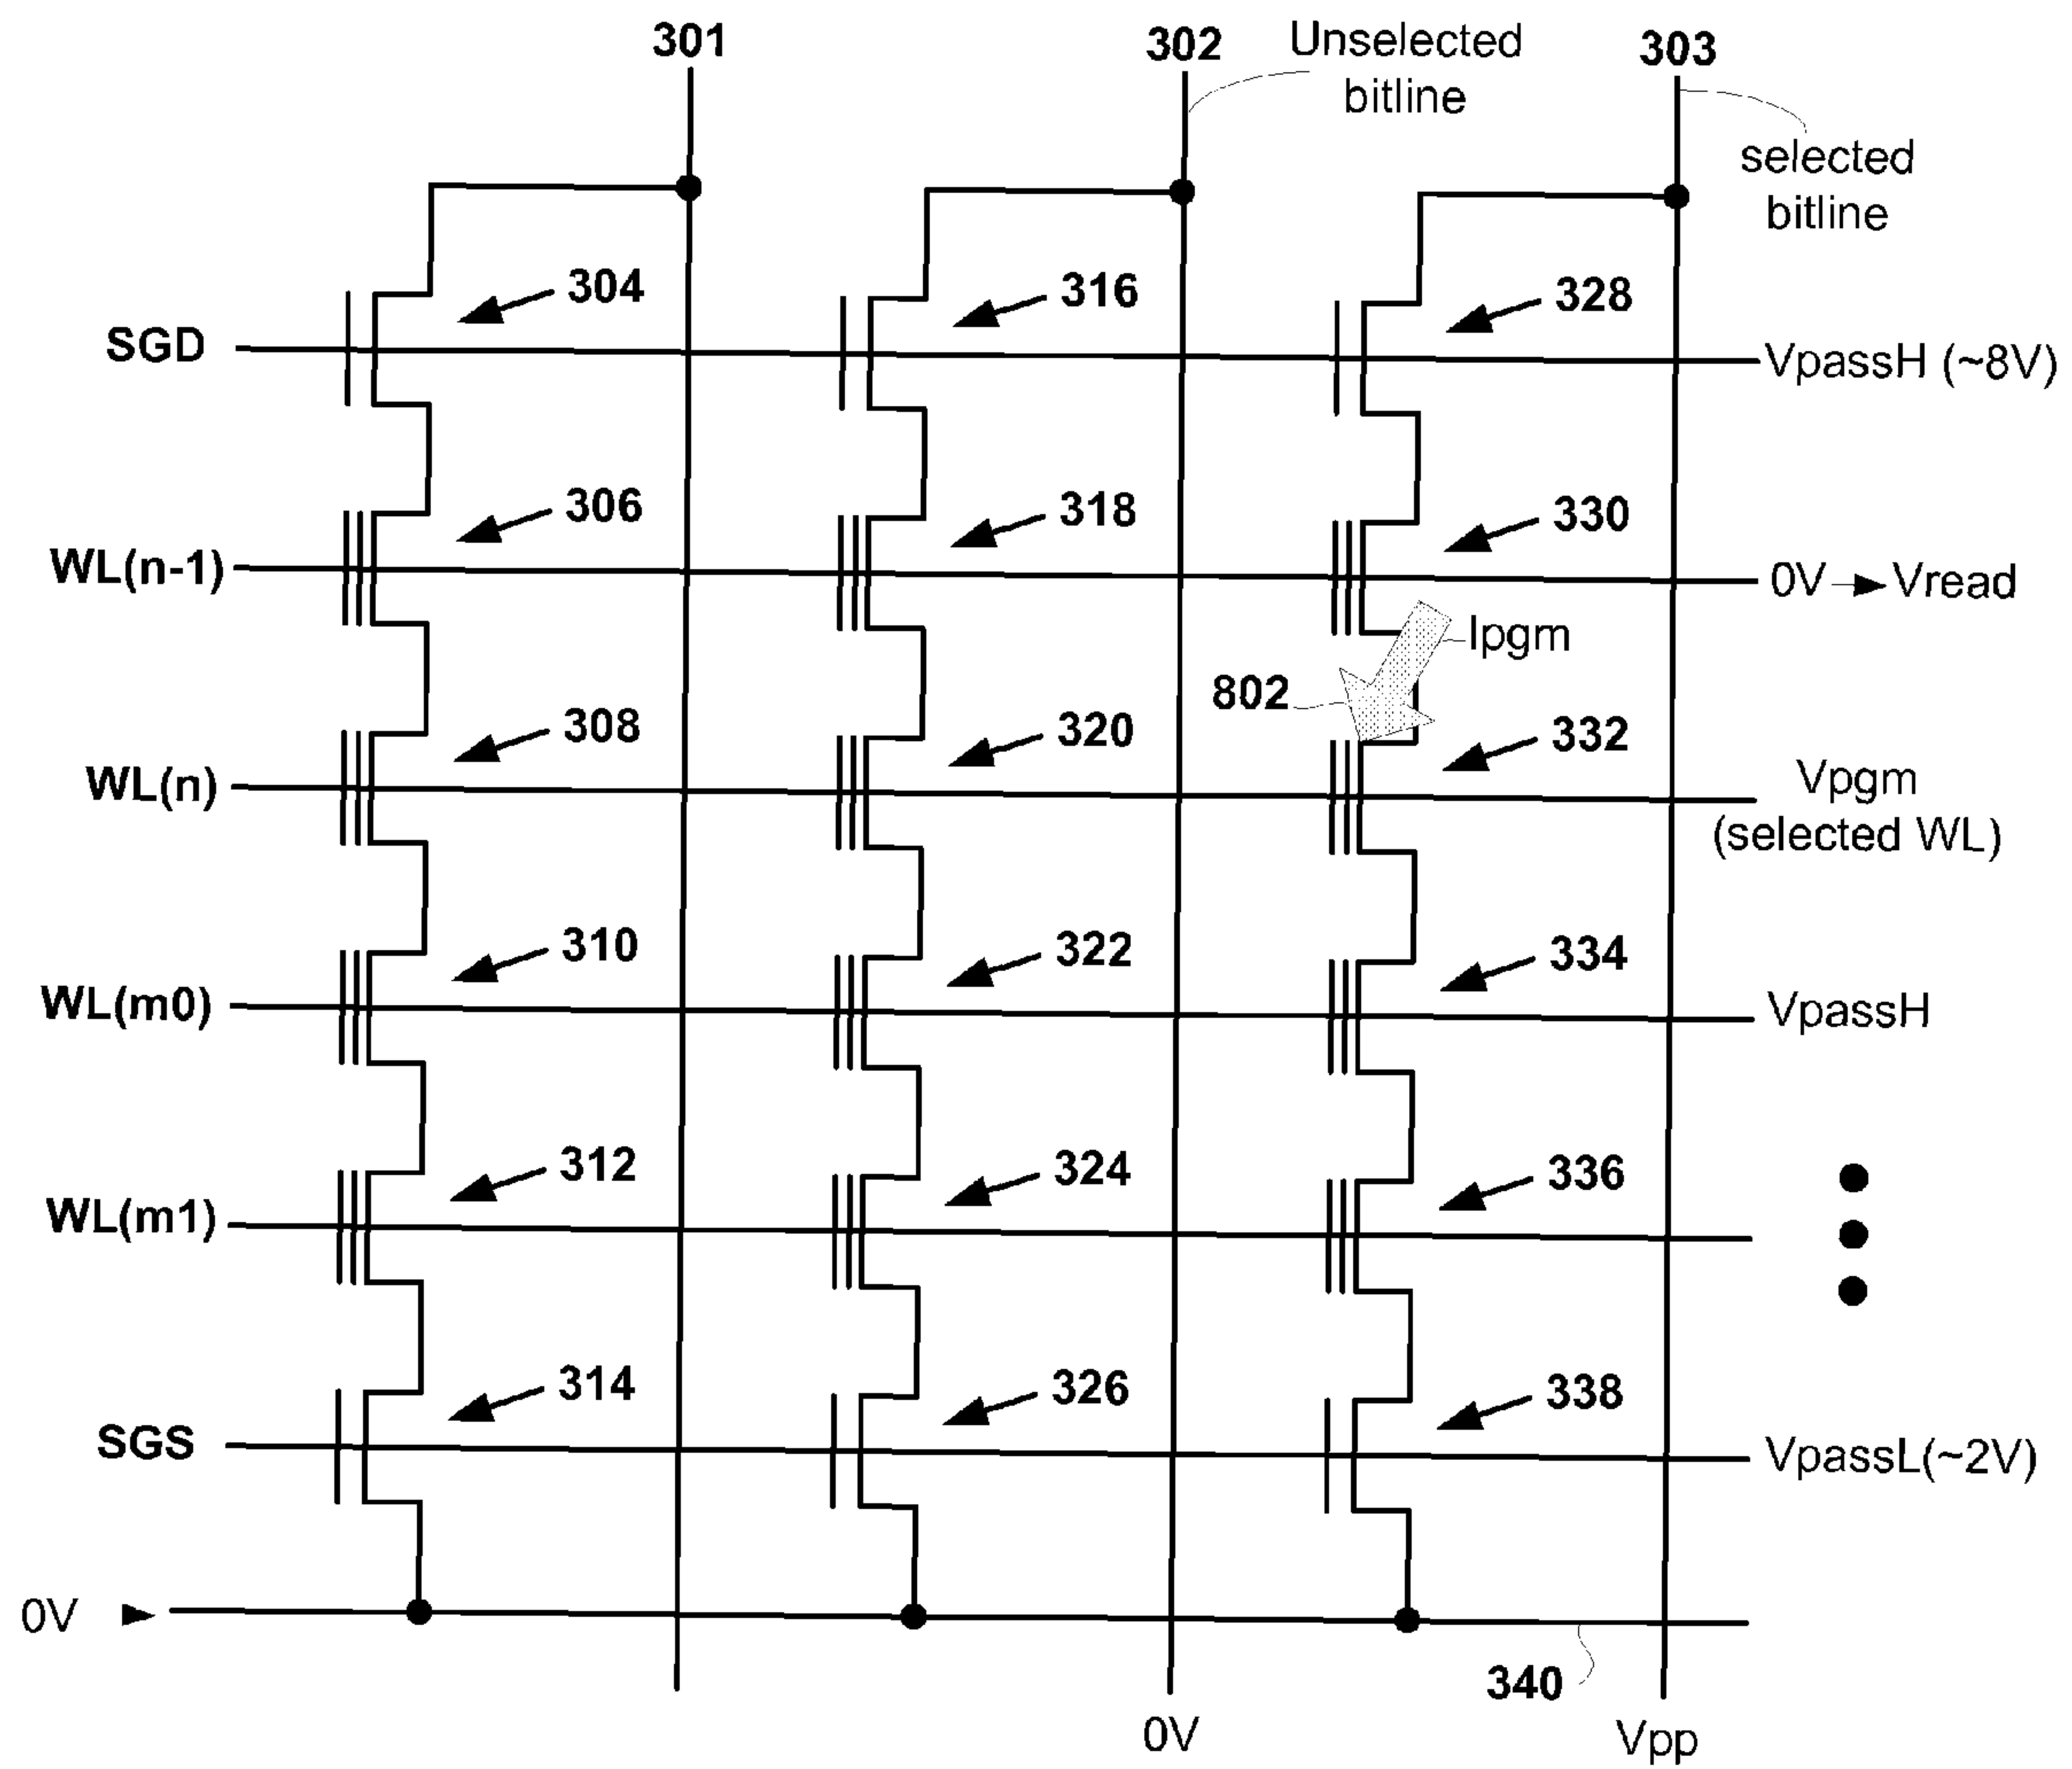 301
302
Unselected
bitline
303
selected
bitline
304
316
328
SGD
VpassH (~8V)
306
318
330
WL(n-1)
0V Vread
Ipgm
802
308
320
332
WL(n)
Vpgm
(selected WL)
310
322
334
WL(m0)
VpassH
312
324
336
WL(m1)
314
326
338
SGS
VpassL(~2V)
0V
340
0V
Vpp